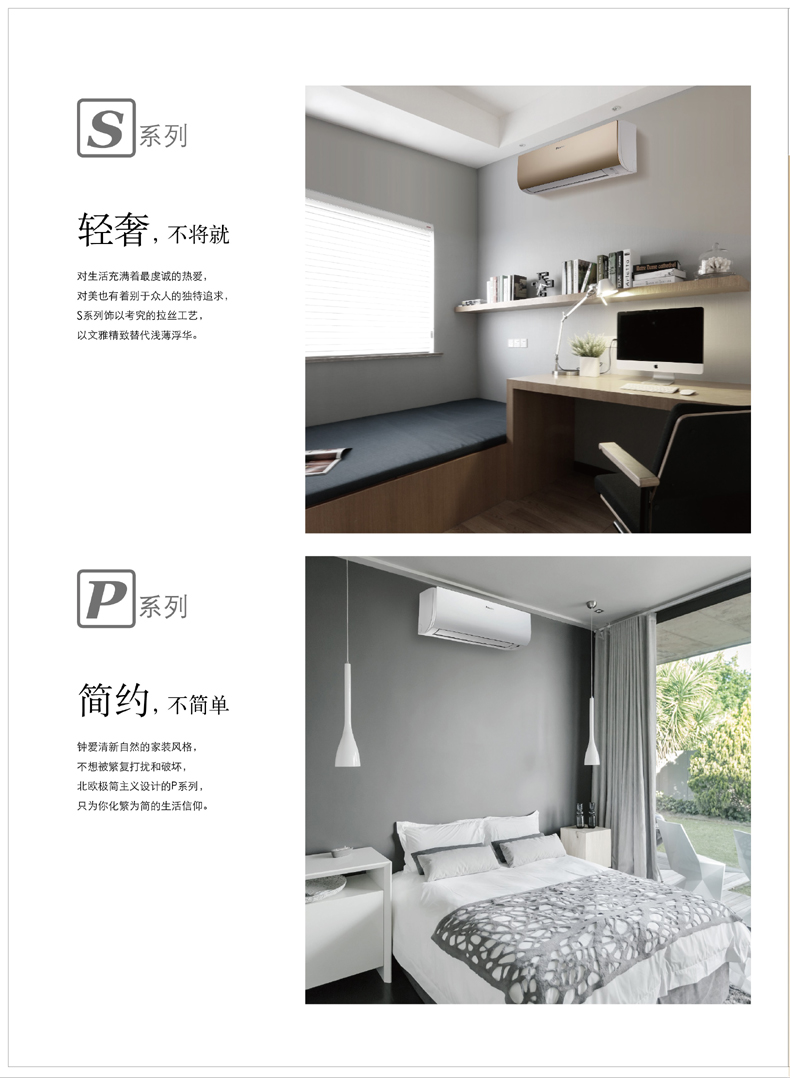 S 系列
轻奢，不将就
对生活充满着最虔诚的热爱，
对美也有着别于众人的独特追求，
S系列饰以考究的拉丝工艺，
以文雅精致替代浅薄浮华。
P 系列
简约，不简单
钟爱清新自然的家装风格，
不想被繁复打扰和破坏，
北欧极简主义设计的P系列，
只为你化繁为简的生活信仰。